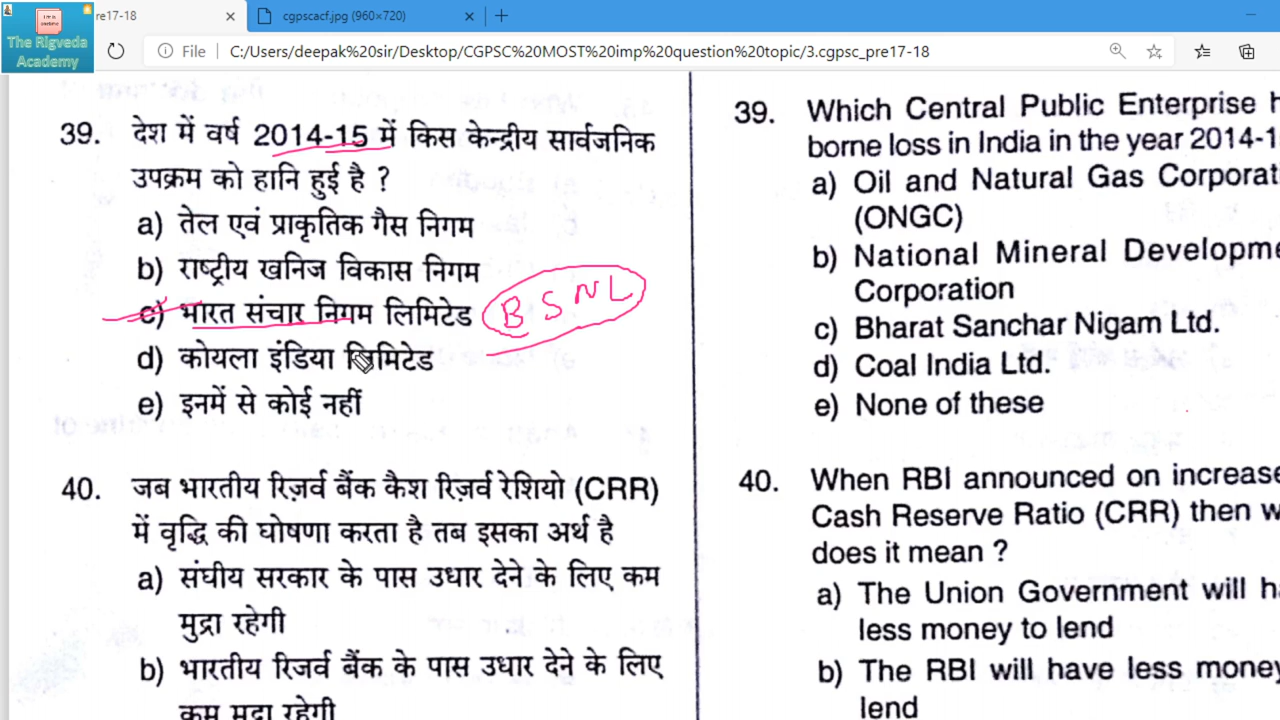 The Rigveda
Academy
re17-18
cgpscacf.jpg (960×720)
File
C:/Users/deepak%20sir/Desktop/CGPSC%20MOST%20imp%20question%20topic/3.cgpsc_pre17-18
39. देश में वर्ष 2014-15 में किस केन्द्रीय सार्वजनिक
उपक्रम को हानि हुई है ?
a) तेल एवं प्राकृतिक गैस निगम
b) राष्ट्रीय खनिज विकास निगम
c) भारत संचार निगम लिमिटेड BSNL
d) कोयला इंडिया लिमिटेड
e) इनमें से कोई नहीं
40. जब भारतीय रिज़र्व बैंक कैश रिज़र्व रेशियो (CRR)
में वृद्धि की घोषणा करता है तब इसका अर्थ है
a) संघीय सरकार के पास उधार देने के लिए कम
मुद्रा रहेगी
b) भारतीय रिजर्व बैंक के पास उधार देने के लिए
कम मुद्रा रहेगी
39. Which Central Public Enterprise h
borne loss in India in the year 2014-1
a) Oil and Natural Gas Corporati
(ONGC)
b) National Mineral Developme
Corporation
c) Bharat Sanchar Nigam Ltd.
d) Coal India Ltd.
e) None of these
40. When RBI announced on increase
Cash Reserve Ratio (CRR) then w
does it mean ?
a) The Union Government will ha
less money to lend
b) The RBI will have less money
lend